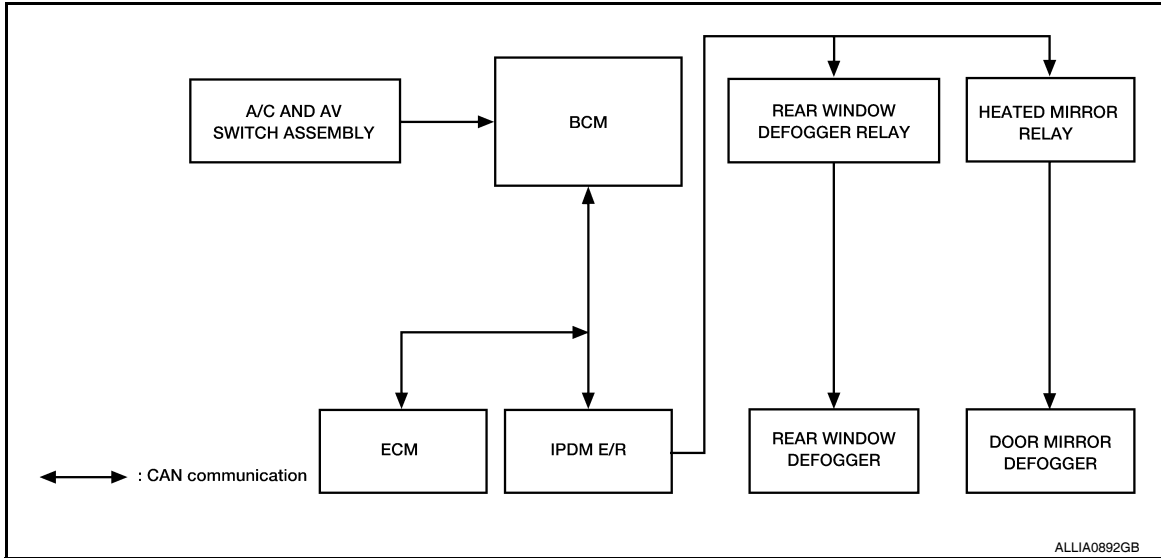 A/C AND AV
SWITCH ASSEMBLY
BCM
REAR WINDOW
DEFOGGER RELAY
HEATED MIRROR
RELAY
ECM
IPDM E/R
REAR WINDOW
DEFOGGER
DOOR MIRROR
DEFOGGER
: CAN communication
ALLIA0892GB